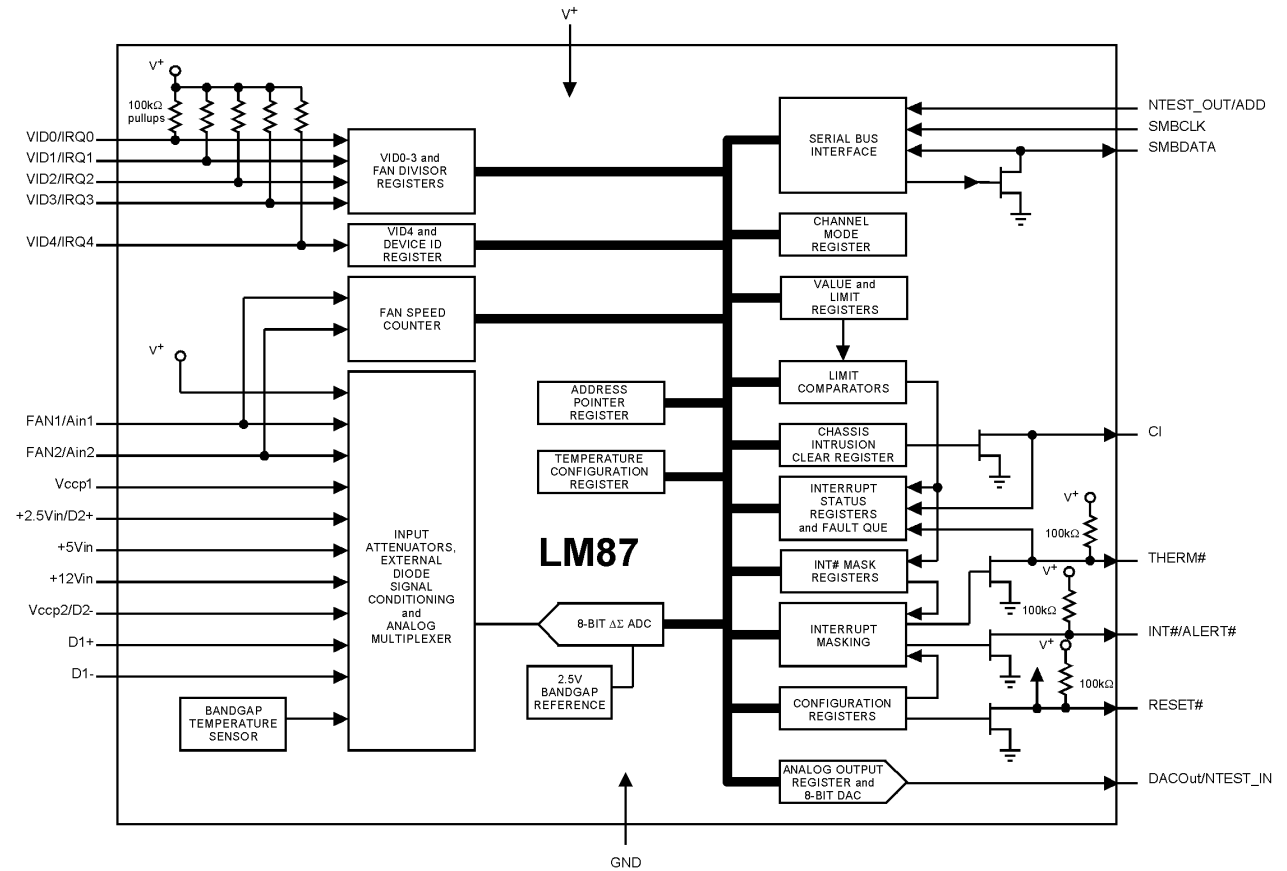 V+
V+
100kΩ
pullups
VID0/IRQ0
VID1/IRQ1
VID2/IRQ2
VID3/IRQ3
VID4/IRQ4
VID0-3 and
FAN DIVISOR
REGISTERS
VID4 and
DEVICE ID
REGISTER
FAN SPEED
COUNTER
V+
FAN1/Ain1
FAN2/Ain2
Vccp1
+2.5Vin/D2+
+5Vin
+12Vin
Vccp2/D2-
D1+
D1-
INPUT
ATTENUATORS,
EXTERNAL
DIODE
SIGNAL
CONDITIONING
and
ANALOG
MULTIPLEXER
BANDGAP
TEMPERATURE
SENSOR
ADDRESS
POINTER
REGISTER
TEMPERATURE
CONFIGURATION
REGISTER
LM87
8-BIT ΔΣ ADC
2.5V
BANDGAP
REFERENCE
GND
SERIAL BUS
INTERFACE
CHANNEL
MODE
REGISTER
VALUE and
LIMIT
REGISTERS
LIMIT
COMPARATORS
CHASSIS
INTRUSION
CLEAR REGISTER
INTERRUPT
STATUS
REGISTERS
and FAULT QUE
INT# MASK
REGISTERS
INTERRUPT
MASKING
CONFIGURATION
REGISTERS
ANALOG OUTPUT
REGISTER and
8-BIT DAC
NTEST_OUT/ADD
SMBCLK
SMBDATA
CI
V+
100kΩ
THERM#
V+
100kΩ
INT#/ALERT#
V+
100kΩ
RESET#
DACOut/NTEST_IN